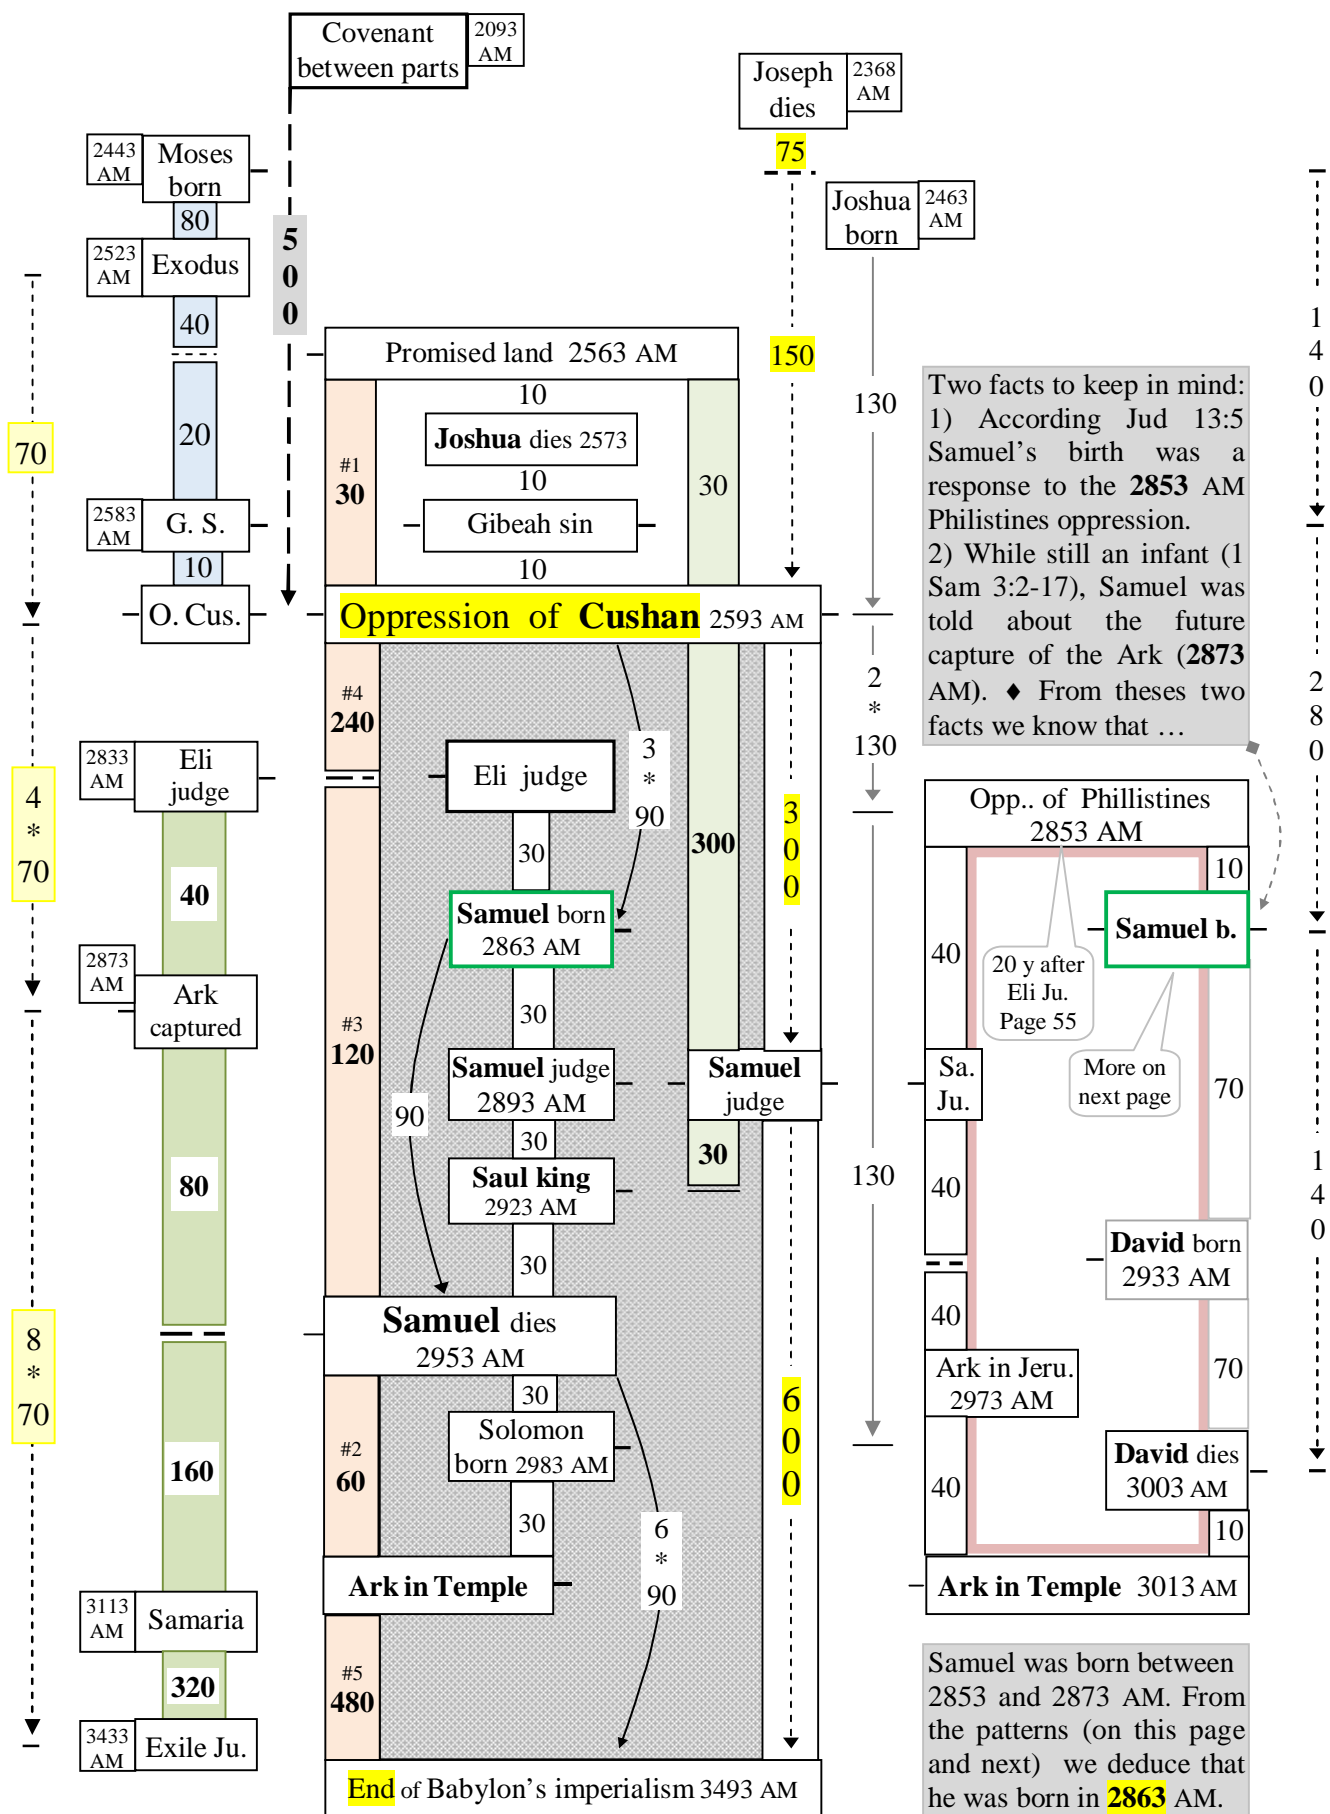 Covenant
between parts
2093
AM
Joseph
dies
2368
AM
75
2443
AM
Moses
born
80
2523
AM
Exodus
40
20
2583
AM
G. S.
10
O. Cus.
70
5
0
0
Joshua
born
2463
AM
150
130
1
4
0
Promised land 2563 AM
#1
30
10
Joshua dies 2573
10
Gibeah sin
10
30
Oppression of Cushan 2593 AM
Two facts to keep in mind:
1) According Jud 13:5
Samuel’s birth was a
response to the 2853 AM
Philistines oppression.
2) While still an infant (1
Sam 3:2-17), Samuel was
told about the future
capture of the Ark (2873
AM). ♦ From theses two
facts we know that …
2
*
130
2
8
0
#4
240
3
*
90
300
3
0
0
4
*
70
2833
AM
Eli
judge
40
2873
AM
Ark
captured
80
160
3113
AM
Samaria
320
3433
AM
Exile Ju.
8
*
70
Eli judge
30
Samuel born
2863 AM
30
#3
120
90
Samuel judge
2893 AM
Samuel
judge
30
30
Saul king
2923 AM
30
Samuel dies
2953 AM
30
#2
60
Solomon
born 2983 AM
30
6
*
90
6
0
0
Ark in Temple
#5
480
End of Babylon’s imperialism 3493 AM
130
Opp.. of Phillistines
2853 AM
10
Samuel b.
40
20 y after
Eli Ju.
Page 55
More on
next page
Sa.
Ju.
70
40
David born
2933 AM
40
Ark in Jeru.
2973 AM
70
40
David dies
3003 AM
10
Ark in Temple 3013 AM
1
4
0
Samuel was born between
2853 and 2873 AM. From
the patterns (on this page
and next) we deduce that
he was born in 2863 AM.